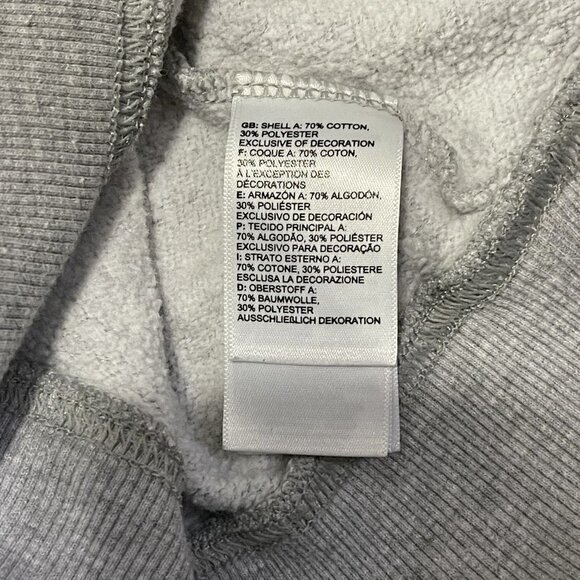 GB: SHELL A: 70% COTTON,
30% POLYESTER
EXCLUSIVE OF DECORATION
F: COQUE A: 70% COTON,
30% POLYESTER
À L'EXCEPTION DES
DÉCORATIONS
E: ARMAZÓN A: 70% ALGODÓN,
30% POLIÉSTER
EXCLUSIVO DE DECORACIÓN
P: TECIDO PRINCIPAL A:
70% ALGODÃO, 30% POLIÉSTER
EXCLUSIVO PARA DECORAÇÃO
I: STRATO ESTERNO A:
70% COTONE, 30% POLIESTERE
ESCLUSA LA DECORAZIONE
D: OBERSTOFF A:
70% BAUMWOLLE,
30% POLYESTER
AUSSCHLIEßLICH DEKORATION